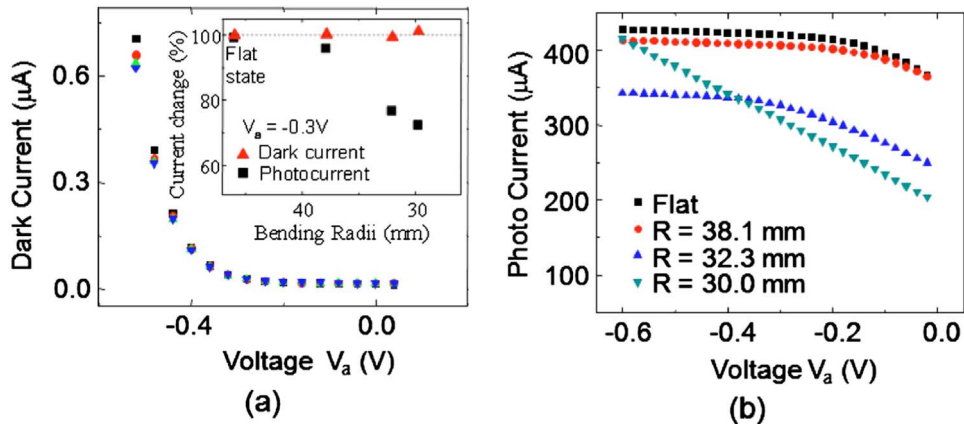 0.6
0.3
0.0
Dark Current (μA)
-0.4
0.0
Voltage Vₐ (V)
(a)
100
80
60
Current change (%)
Flat
state
Vₐ = -0.3V
Dark current
Photocurrent
40
30
Bending Radii (mm)
400
300
200
100
Photo Current (μA)
Flat
R = 38.1 mm
R = 32.3 mm
R = 30.0 mm
-0.6
-0.4
-0.2
0.0
Voltage Vₐ (V)
(b)